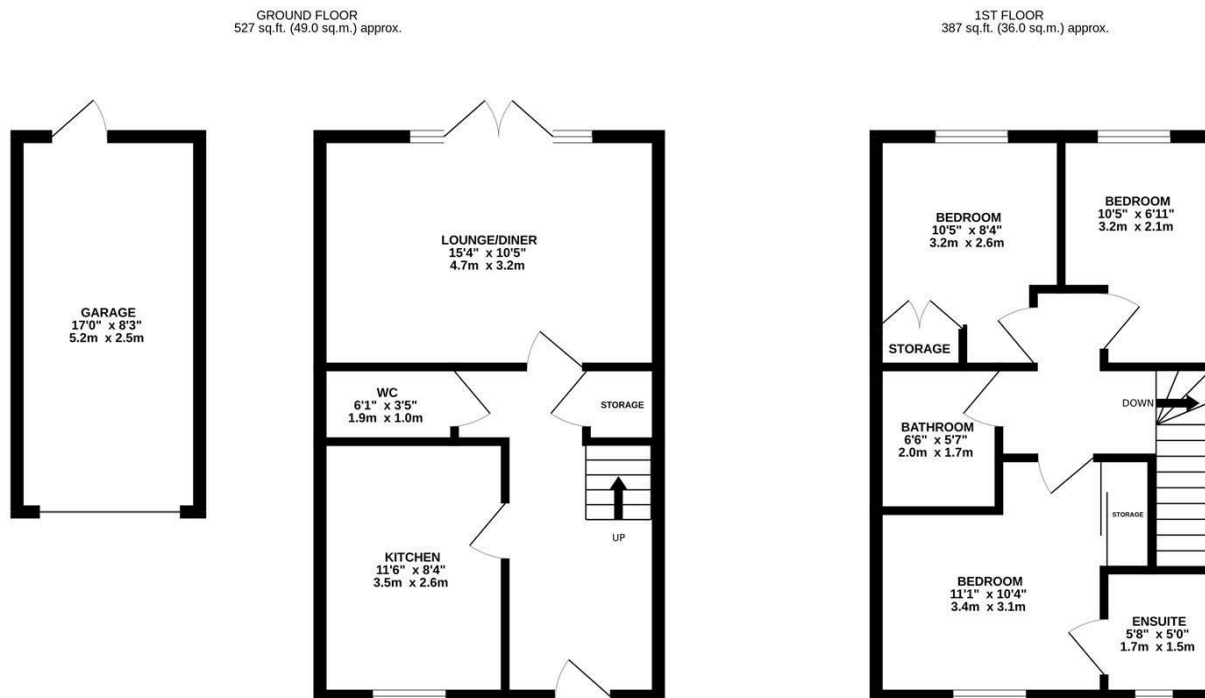 GROUND FLOOR
527 sq.ft. (49.0 sq.m.) approx.
1ST FLOOR
387 sq.ft. (36.0 sq.m.) approx.
GARAGE
17'0" x 8'3"
5.2m x 2.5m
LOUNGE/DINER
15'4" x 10'5"
4.7m x 3.2m
WC
6'1" x 3'5"
1.9m x 1.0m
STORAGE
KITCHEN
11'6" x 8'4"
3.5m x 2.6m
UP
BEDROOM
10'5" x 8'4"
3.2m x 2.6m
BEDROOM
10'5" x 6'11"
3.2m x 2.1m
STORAGE
BATHROOM
6'6" x 5'7"
2.0m x 1.7m
DOWN
STORAGE
BEDROOM
11'1" x 10'4"
3.4m x 3.1m
ENSUITE
5'8" x 5'0"
1.7m x 1.5m